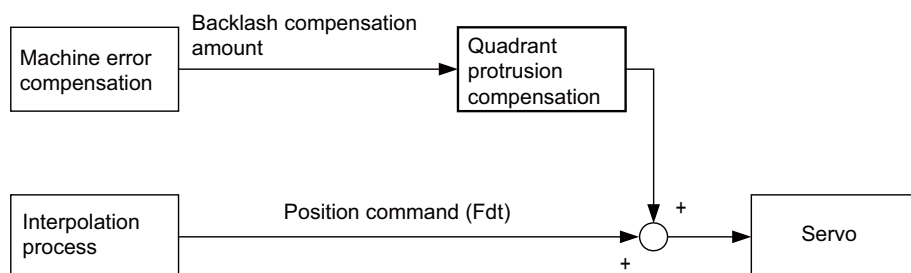 Backlash compensation
amount
Machine error
compensation
Quadrant
protrusion
compensation
+
Interpolation
process
Position command (Fdt)
+
Servo